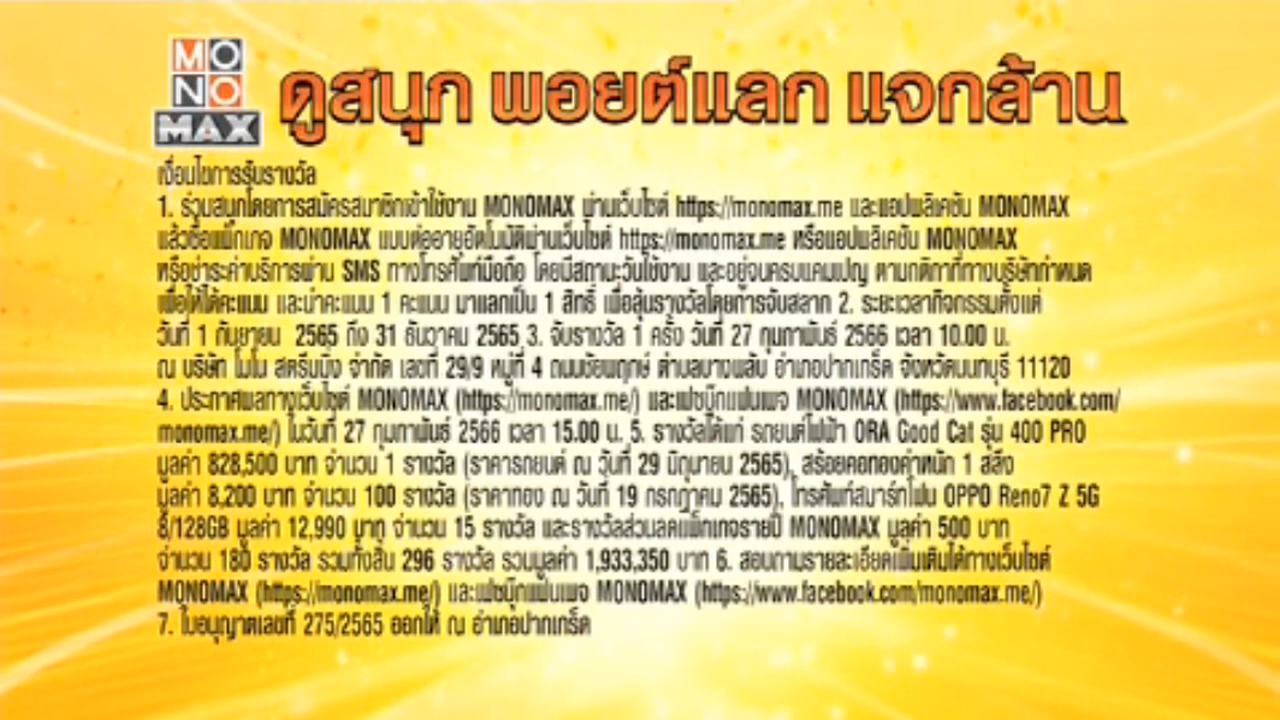 MONO MAX
ดูสนุก พอยต์แลก แจกล้าน
เงื่อนไขการรับรางวัล
1. ร่วมสนุกโดยการสมัครสมาชิกเข้าใช้งาน MONOMAX ผ่านเว็บไซต์ https://monomax.me และแอปพลิเคชัน MONOMAX
แล้วซื้อแพ็กเกจ MONOMAX แบบต่ออายุอัตโนมัติผ่านเว็บไซต์ https://monomax.me หรือแอปพลิเคชัน MONOMAX
หรือชำระค่าบริการผ่าน SMS ทางโทรศัพท์มือถือ โดยมีสถานะวันใช้งาน และอยู่จนครบแคมเปญ ตามกติกาที่ทางบริษัทกำหนด
เพื่อให้ได้คะแนน และนำคะแนน 1 คะแนน มาแลกเป็น 1 สิทธิ์ เพื่อลุ้นรางวัลโดยการจับสลาก 2. ระยะเวลากิจกรรมตั้งแต่
วันที่ 1 กันยายน 2565 ถึง 31 ธันวาคม 2565 3. จับรางวัล 1 ครั้ง วันที่ 27 กุมภาพันธ์ 2566 เวลา 10.00 น.
ณ บริษัท โมโน สตรีมมิง จำกัด เลขที่ 29/9 หมู่ที่ 4 ถนนชัยพฤกษ์ ตำบลบางพลับ อำเภอปากเกร็ด จังหวัดนนทบุรี 11120
4. ประกาศผลทางเว็บไซต์ MONOMAX (https://monomax.me/) และเฟซบุ๊กแฟนเพจ MONOMAX (https://www.facebook.com/
monomax.me/) ในวันที่ 27 กุมภาพันธ์ 2566 เวลา 15.00 น. 5. รางวัลได้แก่ รถยนต์ไฟฟ้า ORA Good Cat รุ่น 400 PRO
มูลค่า 828,500 บาท จำนวน 1 รางวัล (ราคารถยนต์ ณ วันที่ 29 มิถุนายน 2565), สร้อยคอทองคำหนัก 1 สลึง
มูลค่า 8,200 บาท จำนวน 100 รางวัล (ราคาทอง ณ วันที่ 19 กรกฎาคม 2565), โทรศัพท์สมาร์ทโฟน OPPO Reno7 Z 5G
8/128GB มูลค่า 12,990 บาท จำนวน 15 รางวัล และรางวัลส่วนลดแพ็กเกจรายปี MONOMAX มูลค่า 500 บาท
จำนวน 180 รางวัล รวมทั้งสิ้น 296 รางวัล รวมมูลค่า 1,933,350 บาท 6. สอบถามรายละเอียดเพิ่มเติมได้ทางเว็บไซต์
MONOMAX (https://monomax.me/) และเฟซบุ๊กแฟนเพจ MONOMAX (https://www.facebook.com/monomax.me/)
7. ใบอนุญาตเลขที่ 275/2565 ออกให้ ณ อำเภอปากเกร็ด